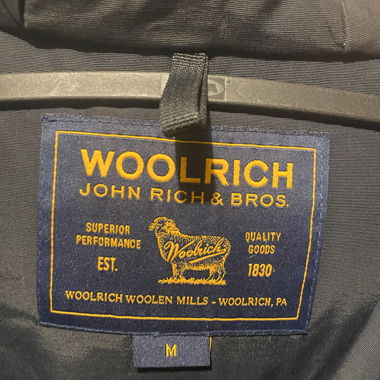 WOOLRICH
JOHN RICH & BROS.
SUPERIOR
PERFORMANCE
EST.
Woolrich
QUALITY
GOODS
1830
WOOLRICH WOOLEN MILLS - WOOLRICH, PA
M